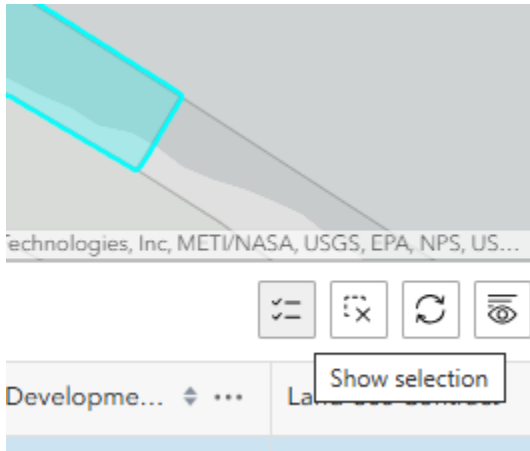 Technologies, Inc, METI/NASA, USGS, EPA, NPS, US...
Show selection
Developme...